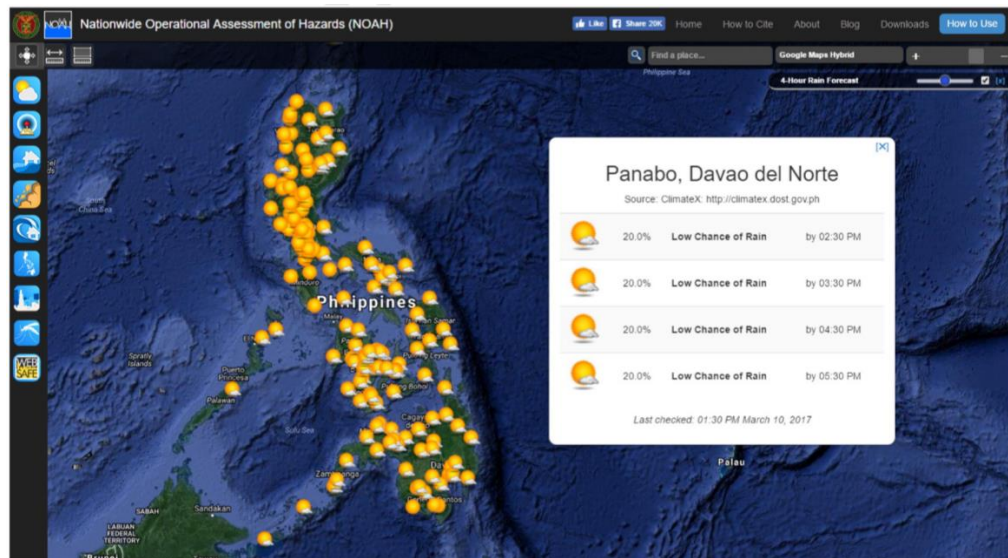 NOAH
Nationwide Operational Assessment of Hazards (NOAH)
Like
Share 20K
Home
How to Cite
About
Blog
Downloads
How to Use
Find a place...
Google Maps Hybrid
+
Philippine Sea
4-Hour Rain Forecast
[x]
South
China Sea
[X]
Panabo, Davao del Norte
Source: ClimateX: http://climatex.dost.gov.ph
20.0% Low Chance of Rain by 02:30 PM
20.0% Low Chance of Rain by 03:30 PM
20.0% Low Chance of Rain by 04:30 PM
20.0% Low Chance of Rain by 05:30 PM
Last checked: 01:30 PM March 10, 2017
Philippines
Spratly
Islands
Puerto
Princesa
Palawan
Sulu Sea
Palau
SABAH
Sandakan
LABUAN
FEDERAL
TERRITORY
WEB
SAFE